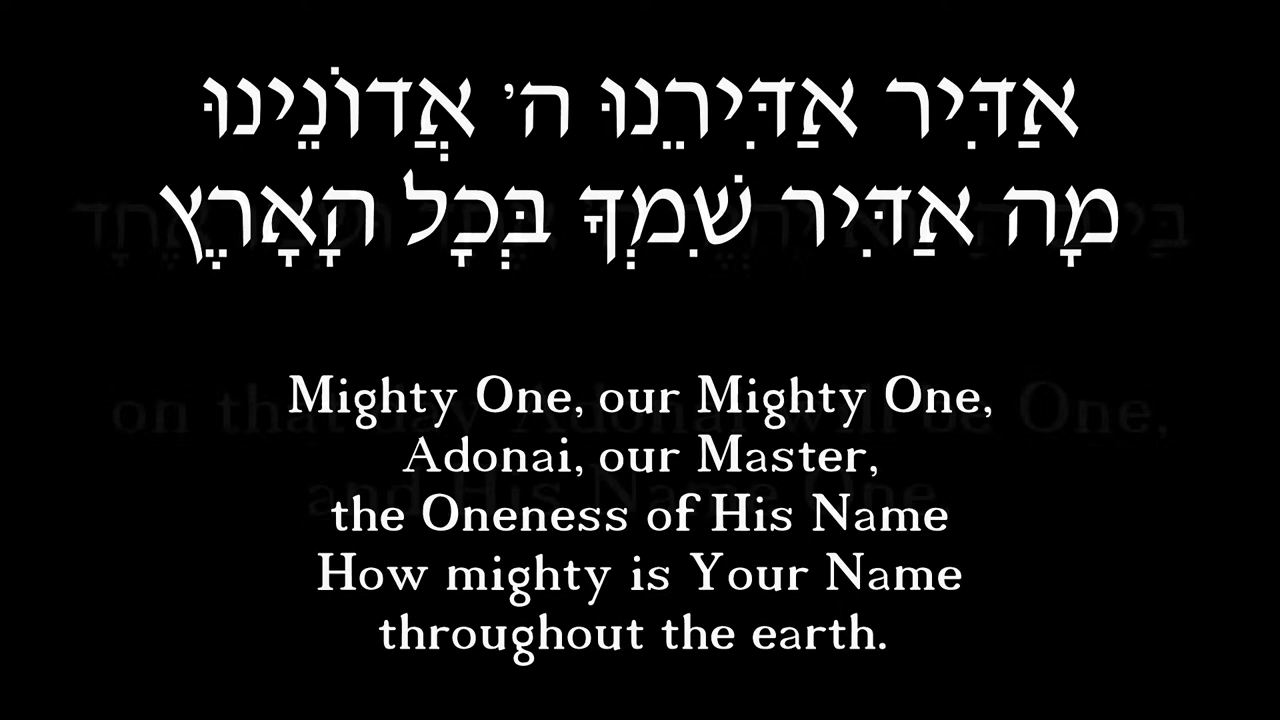 אַדִּיר אַדִּירֵנוּ ה' אֲדוֹנֵינוּ
מָה אַדִּיר שִׁמְךָ בְּכָל הָאָרֶץ
Mighty One, our Mighty One,
Adonai, our Master,
the Oneness of His Name
How mighty is Your Name
throughout the earth.